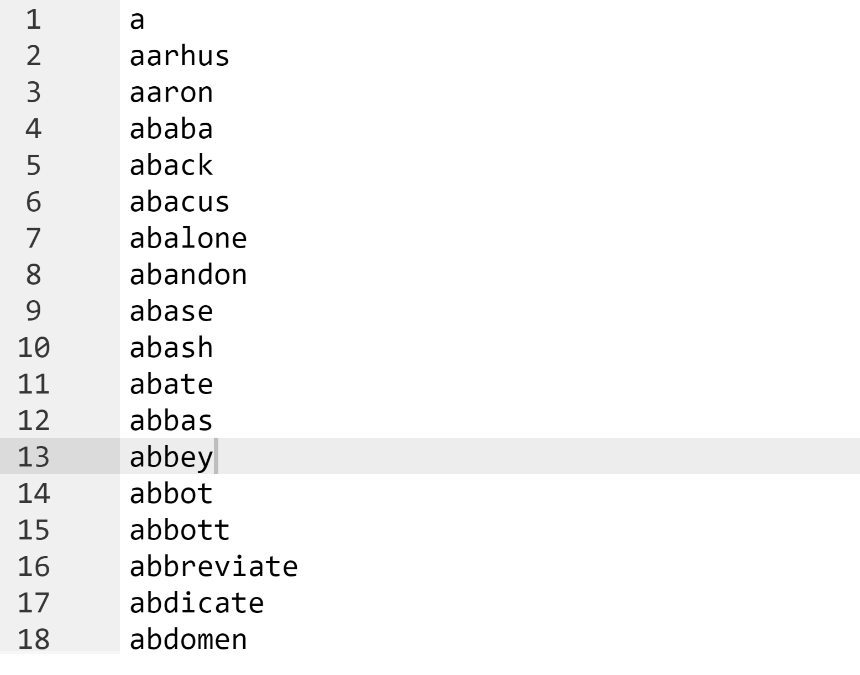 1 a
2 aarhus
3 aaron
4 ababa
5 aback
6 abacus
7 abalone
8 abandon
9 abase
10 abash
11 abate
12 abbas
13 abbey
14 abbot
15 abbott
16 abbreviate
17 abdicate
18 abdomen